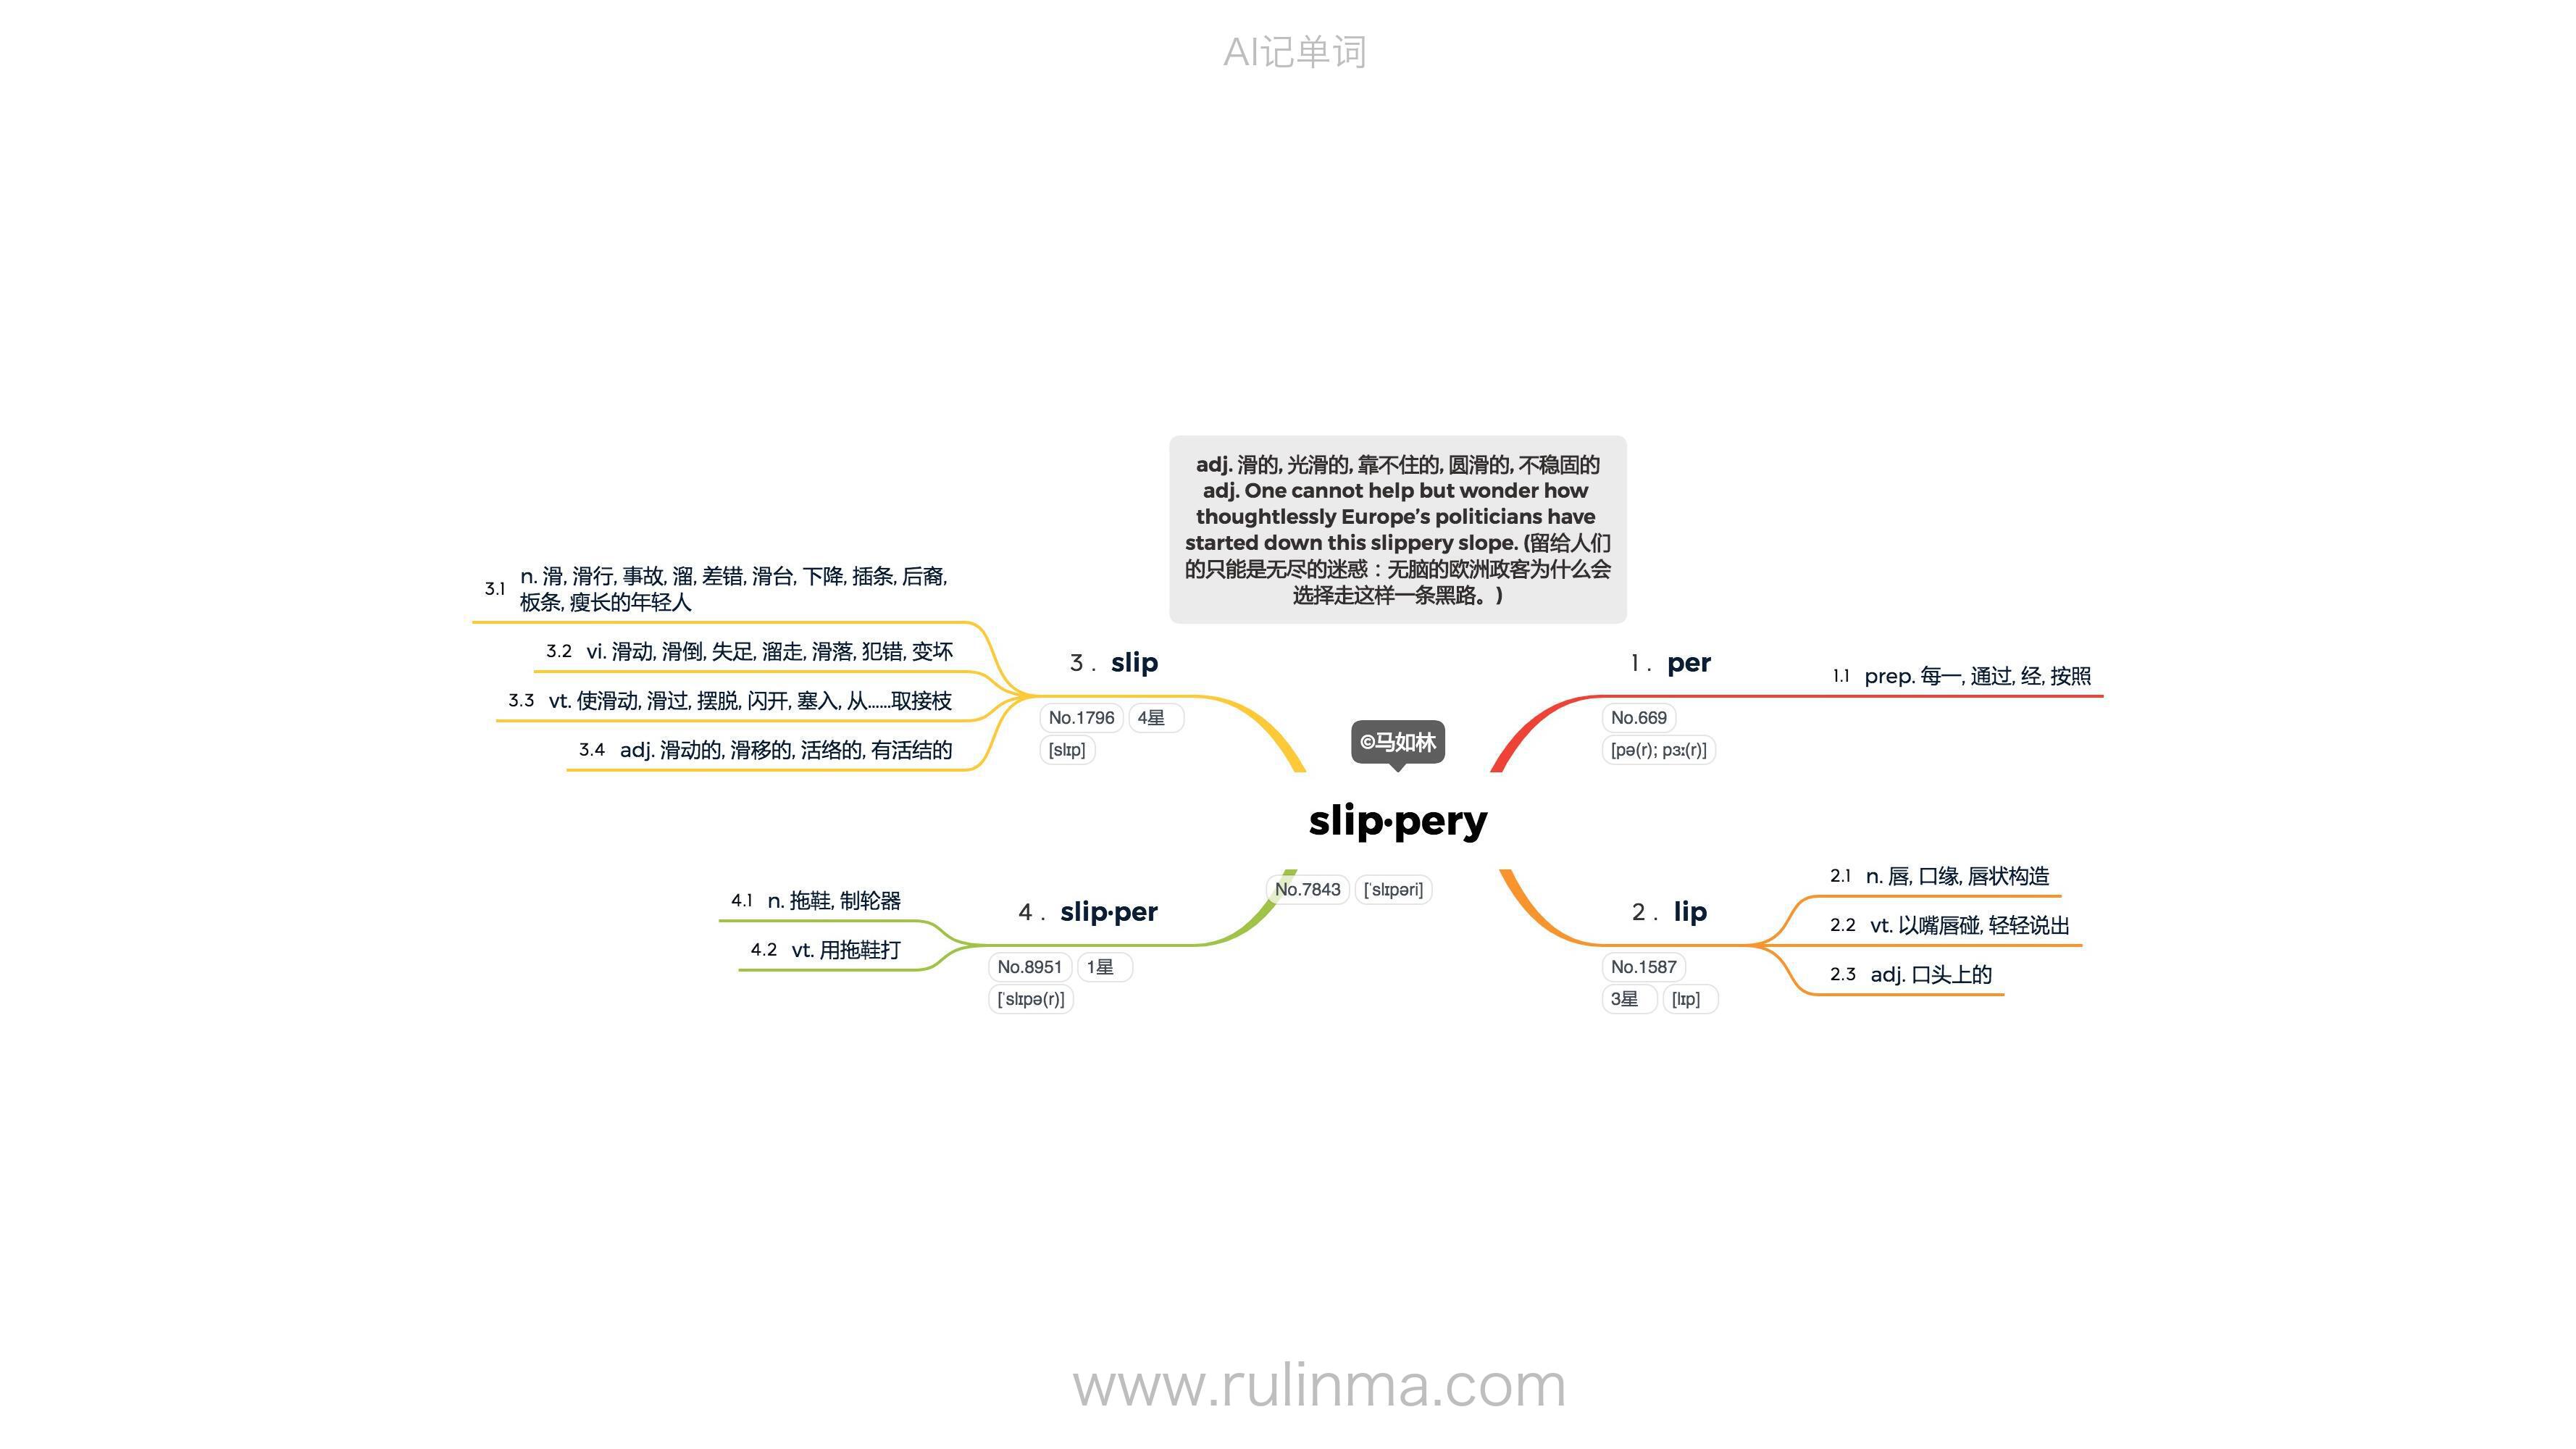 AI记单词
adj. 滑的, 光滑的, 靠不住的, 圆滑的, 不稳固的
adj. One cannot help but wonder how
thoughtlessly Europe’s politicians have
started down this slippery slope. (留给人们
的只能是无尽的迷惑：无脑的欧洲政客为什么会
选择走这样一条黑路。)
©马如林
slip·pery
No.7843 [ˈslɪpəri]
1 . per
No.669
[pə(r); pɜː(r)]
1.1 prep. 每一, 通过, 经, 按照
2 . lip
No.1587
3星 [lɪp]
2.1 n. 唇, 口缘, 唇状构造
2.2 vt. 以嘴唇碰, 轻轻说出
2.3 adj. 口头上的
3 . slip
No.1796 4星
[slɪp]
3.1 n. 滑, 滑行, 事故, 溜, 差错, 滑台, 下降, 插条, 后裔,
板条, 瘦长的年轻人
3.2 vi. 滑动, 滑倒, 失足, 溜走, 滑落, 犯错, 变坏
3.3 vt. 使滑动, 滑过, 摆脱, 闪开, 塞入, 从……取接枝
3.4 adj. 滑动的, 滑移的, 活络的, 有活结的
4 . slip·per
No.8951 1星
[ˈslɪpə(r)]
4.1 n. 拖鞋, 制轮器
4.2 vt. 用拖鞋打
www.rulinma.com